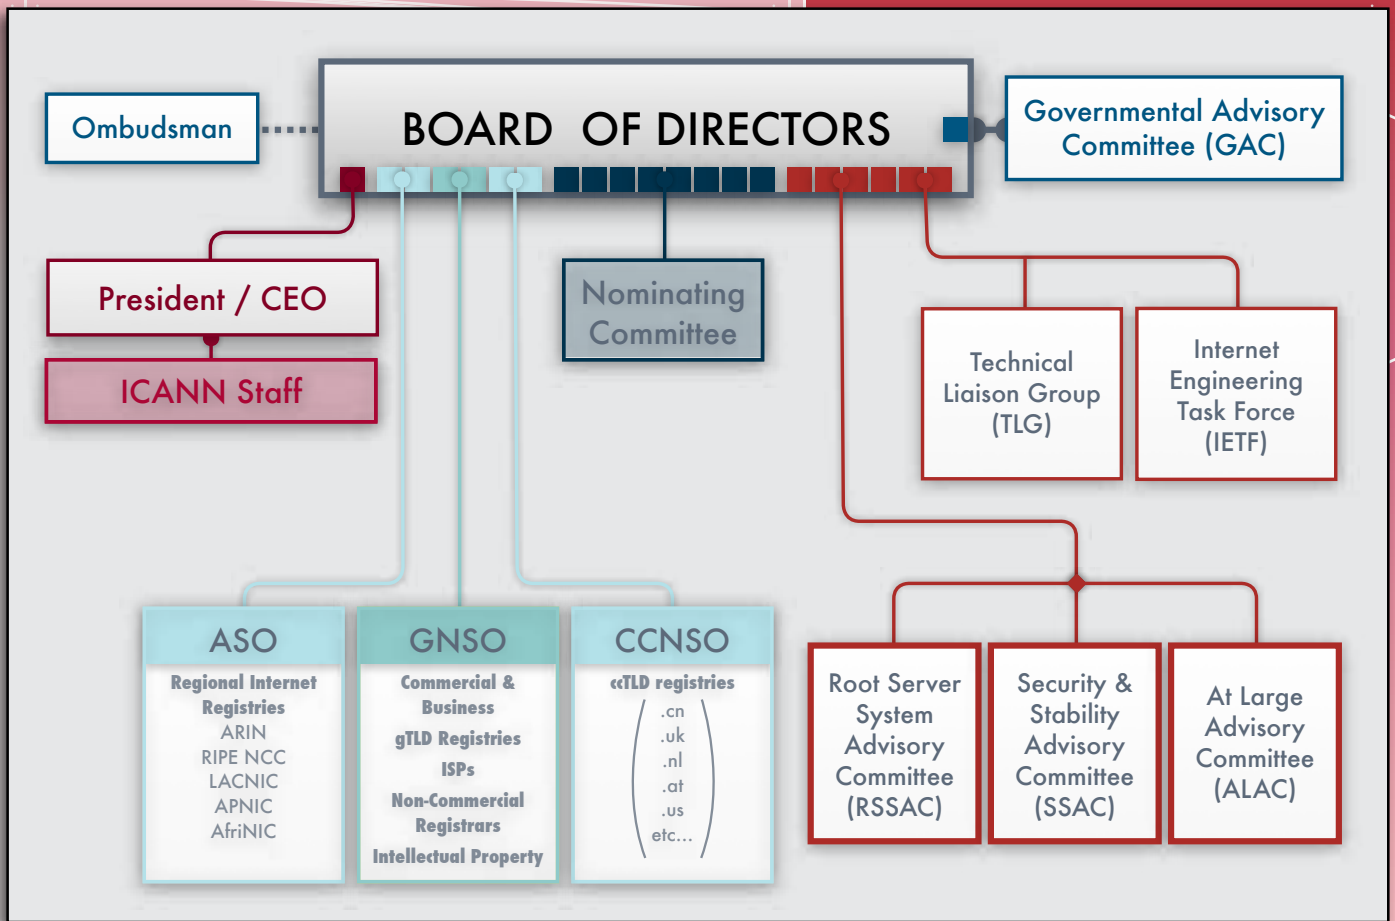 BOARD OF DIRECTORS
Ombudsman
Governmental Advisory
Committee (GAC)
President / CEO
ICANN Staff
Nominating
Committee
Technical
Liaison Group
(TLG)
Internet
Engineering
Task Force
(IETF)
ASO
Regional Internet
Registries
ARIN
RIPE NCC
LACNIC
APNIC
AfriNIC
GNSO
Commercial &
Business
gTLD Registries
ISPs
Non-Commercial
Registrars
Intellectual Property
CCNSO
ccTLD registries
.cn
.uk
.nl
.at
.us
etc...
Root Server
System
Advisory
Committee
(RSSAC)
Security &
Stability
Advisory
Committee
(SSAC)
At Large
Advisory
Committee
(ALAC)